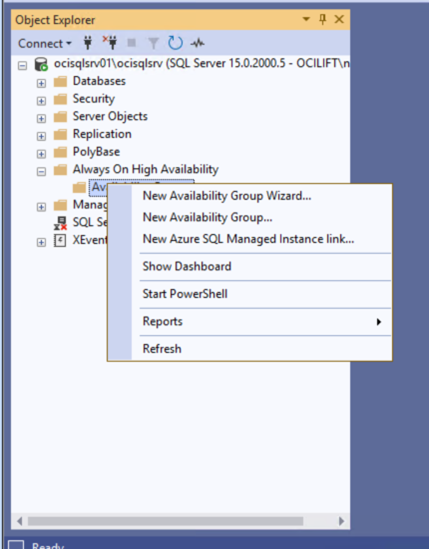 Object Explorer
Connect
ocisqlsrv01\ocisqlsrv (SQL Server 15.0.2000.5 - OCILIFT\n
Databases
Security
Server Objects
Replication
PolyBase
Always On High Availability
Manag
SQL Se
XEvent
New Availability Group Wizard...
New Availability Group...
New Azure SQL Managed Instance link...
Show Dashboard
Start PowerShell
Reports
Refresh
Ready